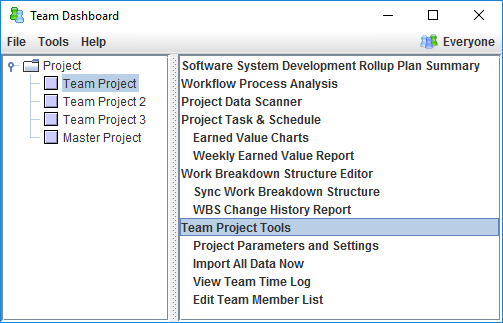 Team Dashboard
File Tools Help
Everyone
Project
Team Project
Team Project 2
Team Project 3
Master Project
Software System Development Rollup Plan Summary
Workflow Process Analysis
Project Data Scanner
Project Task & Schedule
Earned Value Charts
Weekly Earned Value Report
Work Breakdown Structure Editor
Sync Work Breakdown Structure
WBS Change History Report
Team Project Tools
Project Parameters and Settings
Import All Data Now
View Team Time Log
Edit Team Member List